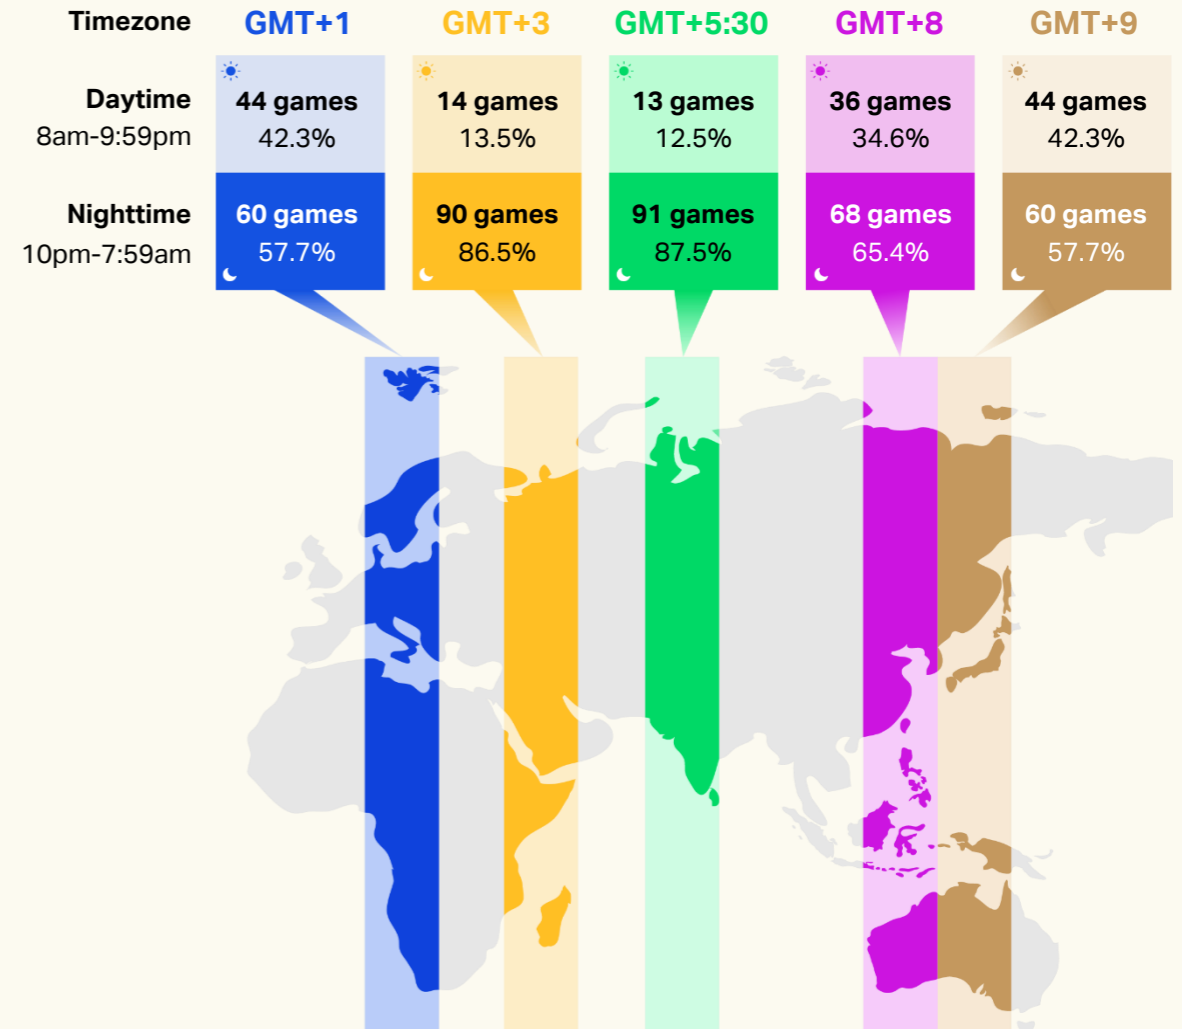 Timezone GMT+1 GMT+3 GMT+5:30 GMT+8 GMT+9
Daytime 44 games 14 games 13 games 36 games 44 games
8am-9:59pm 42.3% 13.5% 12.5% 34.6% 42.3%
Nighttime 60 games 90 games 91 games 68 games 60 games
10pm-7:59am 57.7% 86.5% 87.5% 65.4% 57.7%